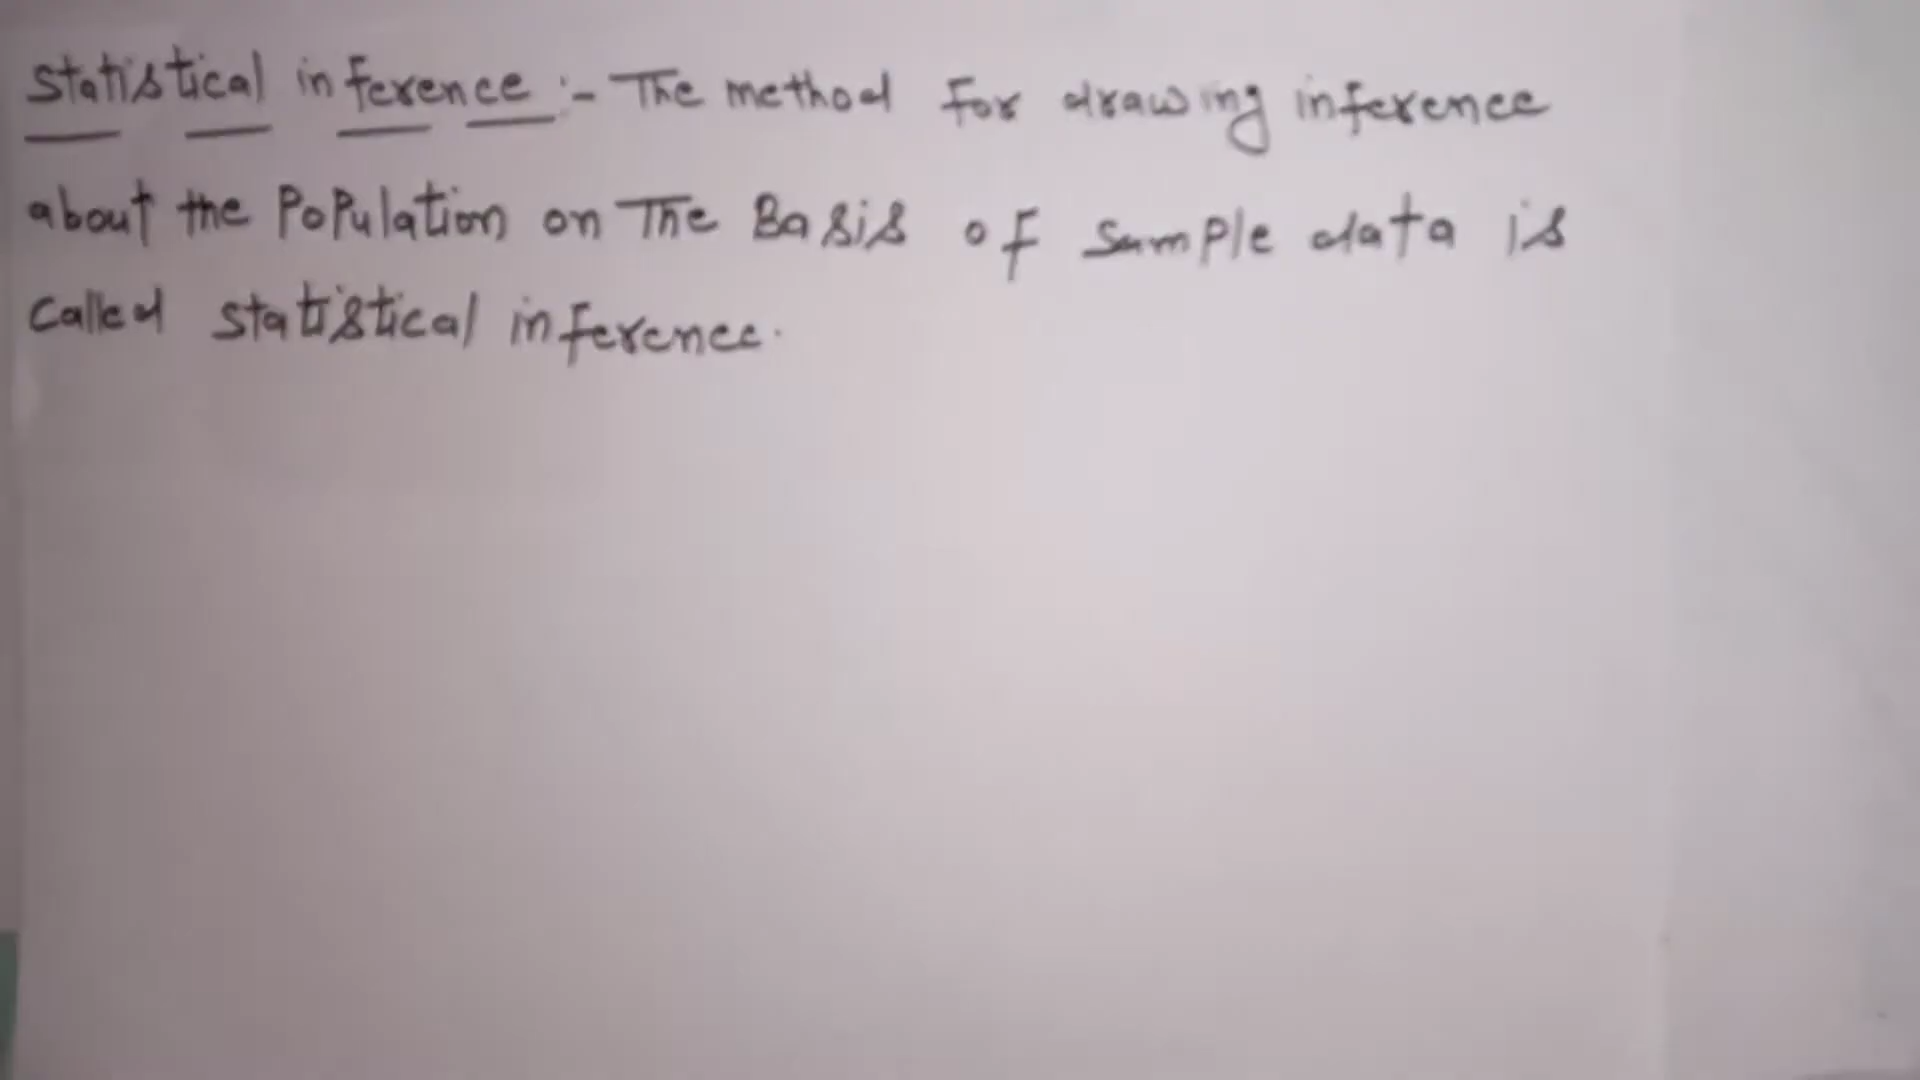 Statistical inference :- The method for drawing inference
about the Population on The Basis of sample data is
called statistical inference.